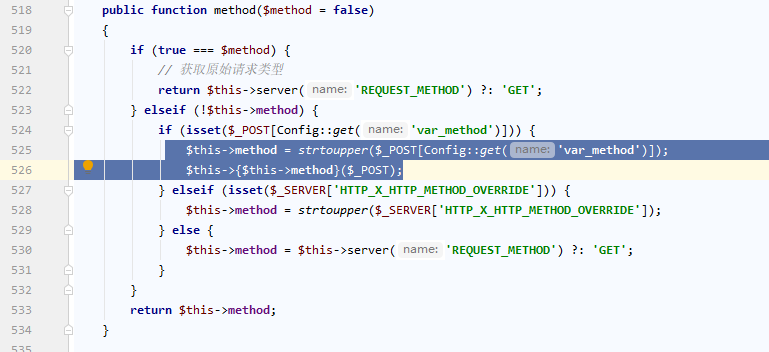 518 public function method($method = false)
519 {
520 if (true === $method) {
521 // 获取原始请求类型
522 return $this->server( name: 'REQUEST_METHOD') ?: 'GET';
523 } elseif (!$this->method) {
524 if (isset($_POST[Config::get( name: 'var_method')])) {
525 $this->method = strtoupper($_POST[Config::get( name: 'var_method')]);
526 $this->{$this->method}($_POST);
527 } elseif (isset($_SERVER['HTTP_X_HTTP_METHOD_OVERRIDE'])) {
528 $this->method = strtoupper($_SERVER['HTTP_X_HTTP_METHOD_OVERRIDE']);
529 } else {
530 $this->method = $this->server( name: 'REQUEST_METHOD') ?: 'GET';
531 }
532 }
533 return $this->method;
534 }
535